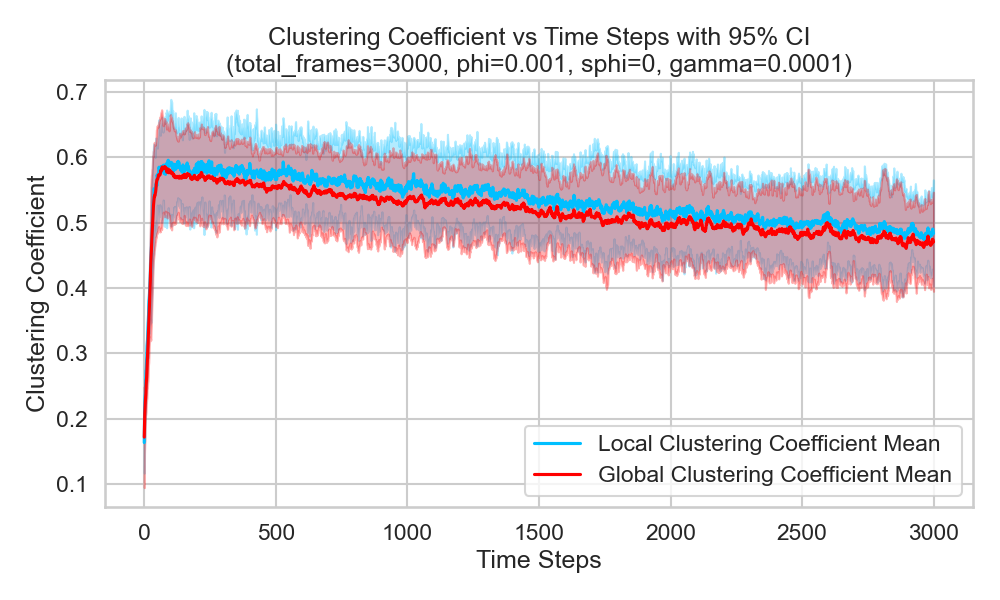 Clustering Coefficient vs Time Steps with 95% CI
(total_frames=3000, phi=0.001, sphi=0, gamma=0.0001)
Clustering Coefficient
0.7
0.6
0.5
0.4
0.3
0.2
0.1
Local Clustering Coefficient Mean
Global Clustering Coefficient Mean
0 500 1000 1500 2000 2500 3000
Time Steps